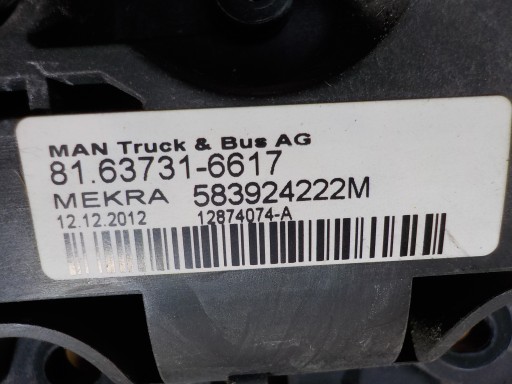 MAN Truck & Bus AG
81.63731-6617
MEKRA 583924222M
12.12.2012 12874074-A